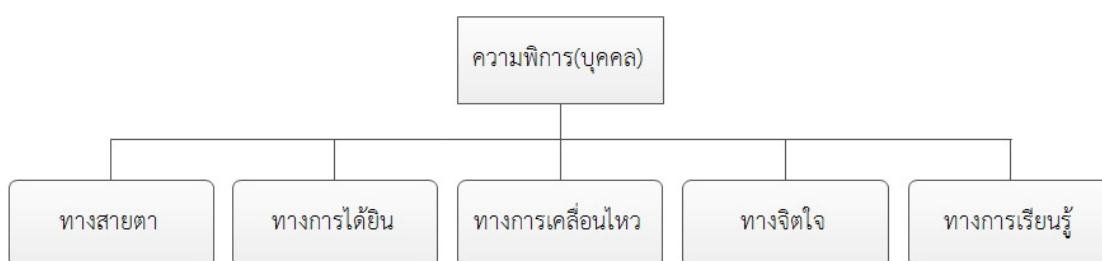 ความพิการ(บุคคล)
ทางสายตา
ทางการได้ยิน
ทางการเคลื่อนไหว
ทางจิตใจ
ทางการเรียนรู้